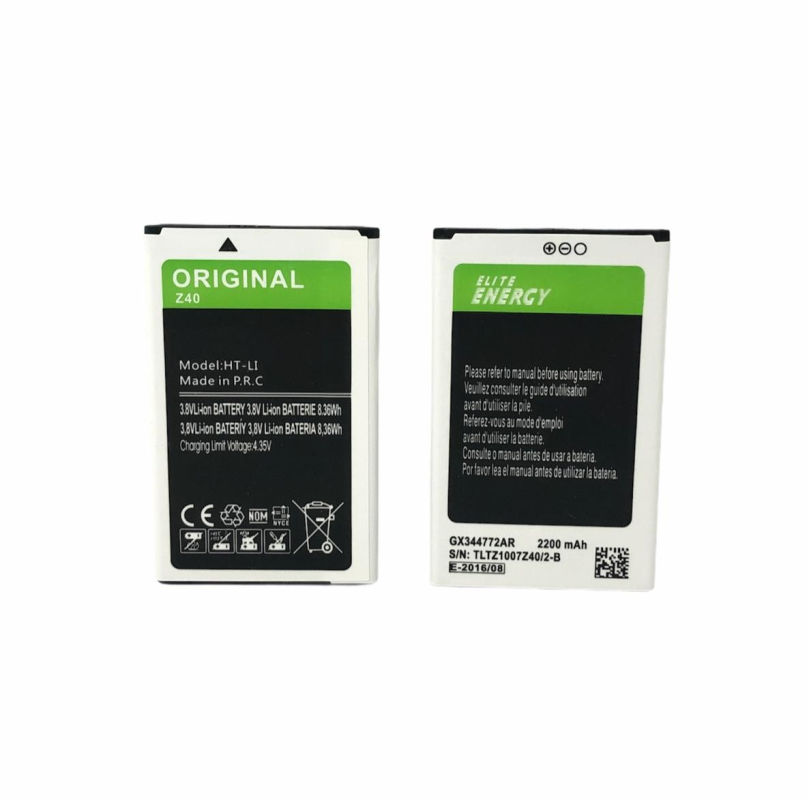 ORIGINAL
Z40
Model:HT-LI
Made in P.R.C
3.8VLi-ion BATTERY 3.8V Li-ion BATTERIE 8.36Wh
3,8VLi-ion BATERIY 3,8V Li-ion BATERIA 8,36Wh
Charging Limit Voltage:4.35V
CE
NOM
NYCE
ELITE
ENERGY
Please refer to manual before using battery.
Veuillez consulter le guide d'utilisation
avant d'utiliser la pile.
Referez-vous au mode d'emploi
avant d'utiliser la batterie.
Consulte o manual antes de usar a bateria.
Por favor lea el manual antes de utilizar la bateria.
GX344772AR 2200 mAh
S/N: TLTZ1007Z40/2-B
E-2016/08